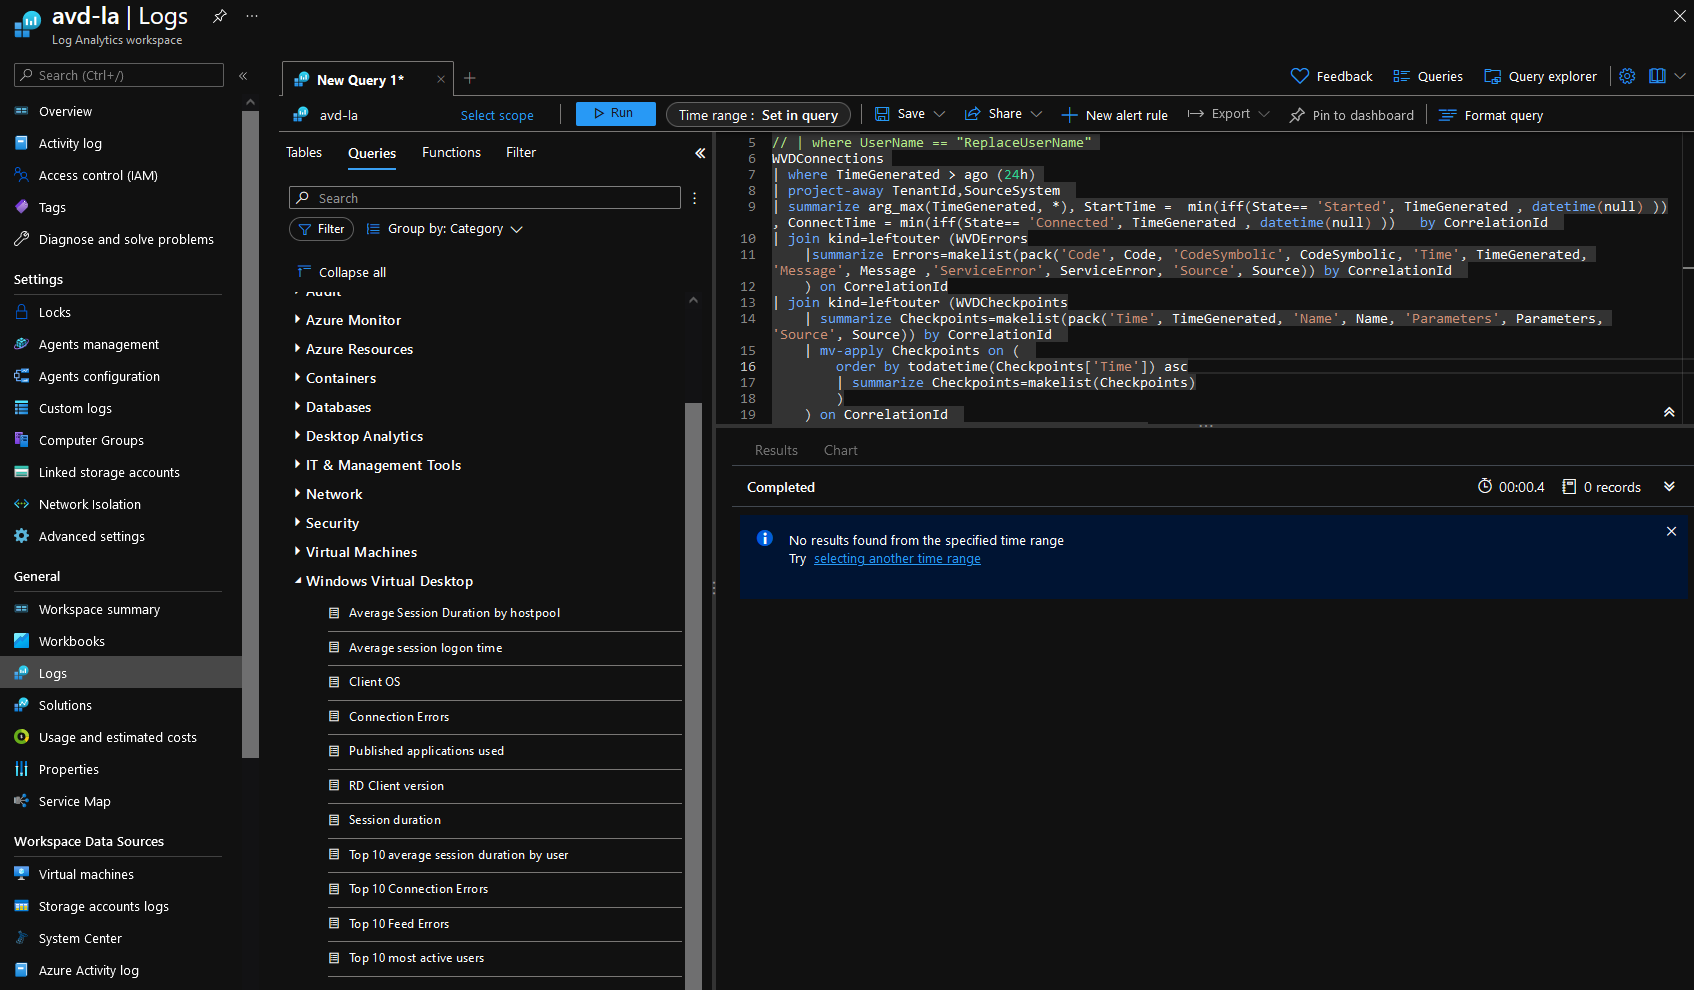 avd-la | Logs
Log Analytics workspace
Search (Ctrl+/)
Overview
Activity log
Access control (IAM)
Tags
Diagnose and solve problems
Settings
Locks
Agents management
Agents configuration
Custom logs
Computer Groups
Linked storage accounts
Network Isolation
Advanced settings
General
Workspace summary
Workbooks
Logs
Solutions
Usage and estimated costs
Properties
Service Map
Workspace Data Sources
Virtual machines
Storage accounts logs
System Center
Azure Activity log
New Query 1*
Feedback
Queries
Query explorer
avd-la
Select scope
Run
Time range : Set in query
Save
Share
New alert rule
Export
Pin to dashboard
Format query
Tables
Queries
Functions
Filter
Search
Filter
Group by: Category
Collapse all
Audit
Azure Monitor
Azure Resources
Containers
Databases
Desktop Analytics
IT & Management Tools
Network
Security
Virtual Machines
Windows Virtual Desktop
Average Session Duration by hostpool
Average session logon time
Client OS
Connection Errors
Published applications used
RD Client version
Session duration
Top 10 average session duration by user
Top 10 Connection Errors
Top 10 Feed Errors
Top 10 most active users
5 // | where UserName == "ReplaceUserName"
6 WVDConnections
7 | where TimeGenerated > ago (24h)
8 | project-away TenantId,SourceSystem
9 | summarize arg_max(TimeGenerated, *), StartTime = min(iff(State== 'Started', TimeGenerated , datetime(null) ))
, ConnectTime = min(iff(State== 'Connected', TimeGenerated , datetime(null) )) by CorrelationId
10 | join kind=leftouter (WVDErrors
11 |summarize Errors=makelist(pack('Code', Code, 'CodeSymbolic', CodeSymbolic, 'Time', TimeGenerated,
'Message', Message ,'ServiceError', ServiceError, 'Source', Source)) by CorrelationId
12 ) on CorrelationId
13 | join kind=leftouter (WVDCheckpoints
14 | summarize Checkpoints=makelist(pack('Time', TimeGenerated, 'Name', Name, 'Parameters', Parameters,
'Source', Source)) by CorrelationId
15 | mv-apply Checkpoints on (
16 order by todatetime(Checkpoints['Time']) asc
17 | summarize Checkpoints=makelist(Checkpoints)
18 )
19 ) on CorrelationId
Results
Chart
Completed
00:00.4
0 records
No results found from the specified time range
Try selecting another time range